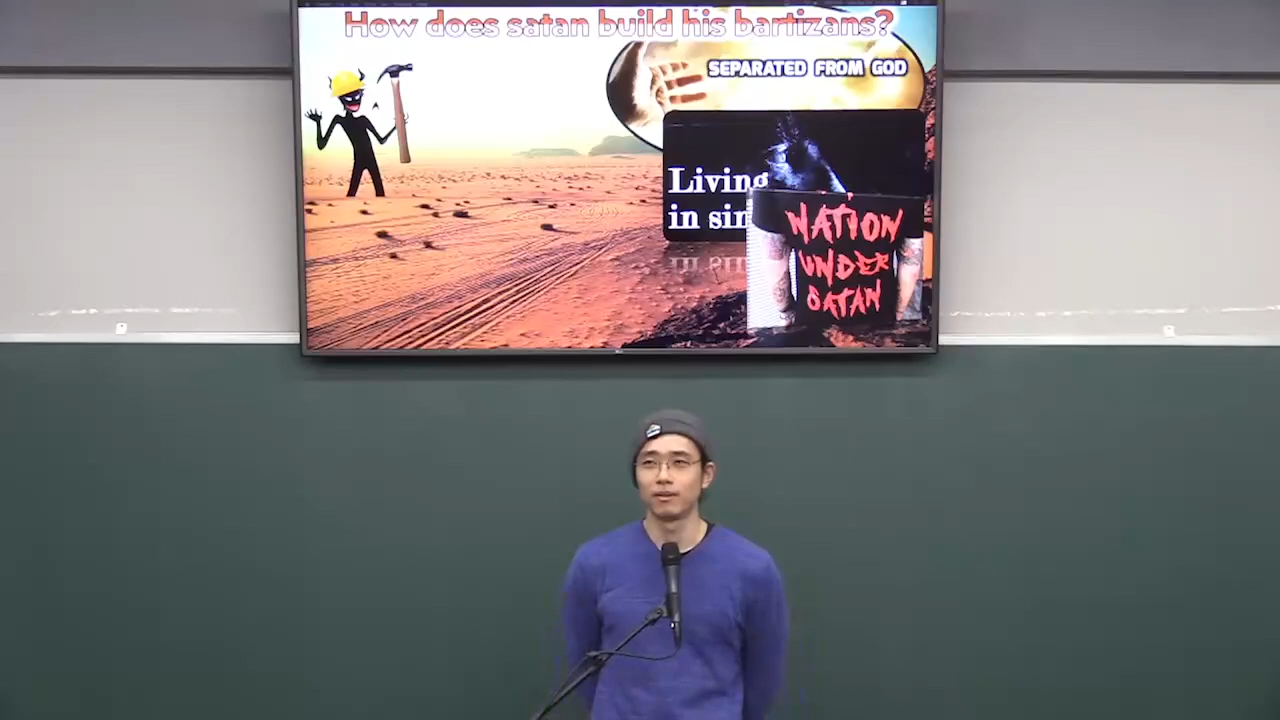 How does satan build his bartizans?
SEPARATED FROM GOD
Living
in sin
NATION
UNDER
SATAN